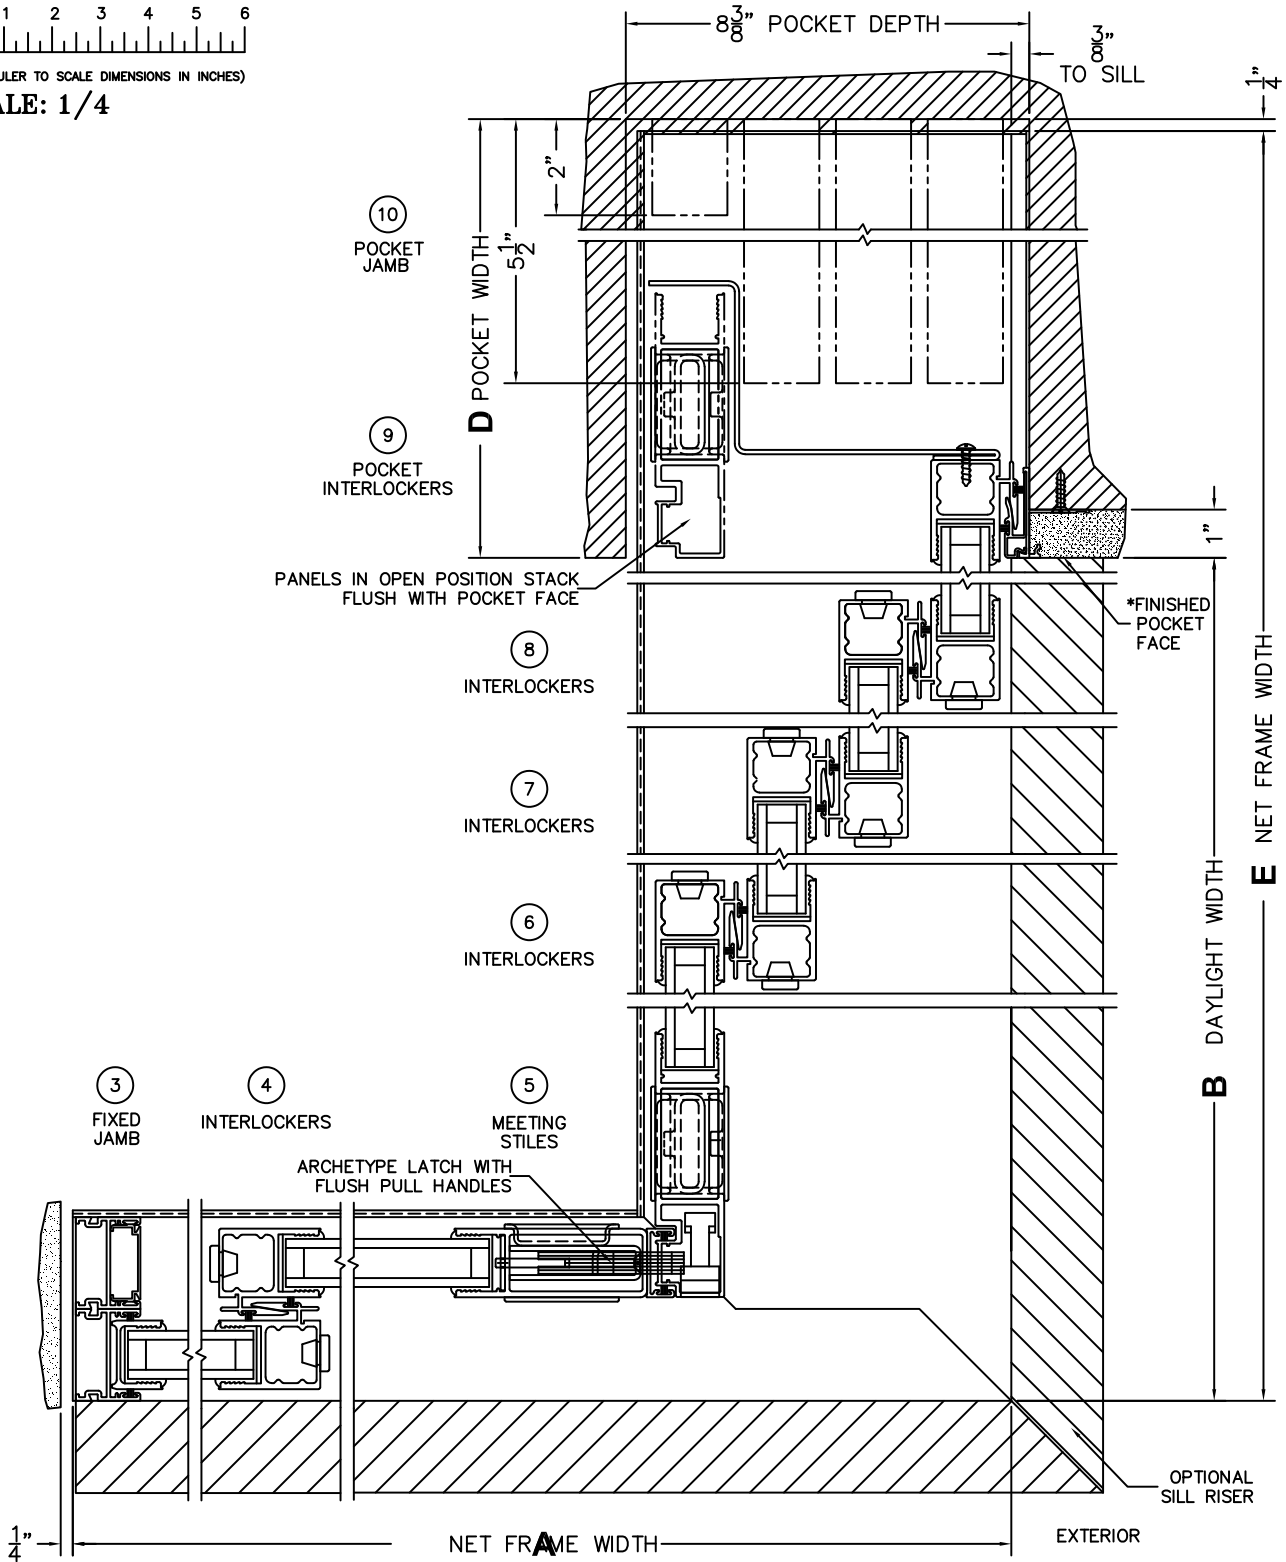 1 2 3 4 5 6
ULER TO SCALE DIMENSIONS IN INCHES)
ALE: 1/4
8 3/8" POCKET DEPTH
3/8"
TO SILL
1/4"
2"
5 1/2"
D POCKET WIDTH
10
POCKET
JAMB
9
POCKET
INTERLOCKERS
1"
PANELS IN OPEN POSITION STACK
FLUSH WITH POCKET FACE
*FINISHED
POCKET
FACE
8
INTERLOCKERS
7
INTERLOCKERS
6
INTERLOCKERS
E NET FRAME WIDTH
B DAYLIGHT WIDTH
3
FIXED
JAMB
4
INTERLOCKERS
5
MEETING
STILES
ARCHETYPE LATCH WITH
FLUSH PULL HANDLES
OPTIONAL
SILL RISER
EXTERIOR
1/4"
NET FRAME WIDTH
A